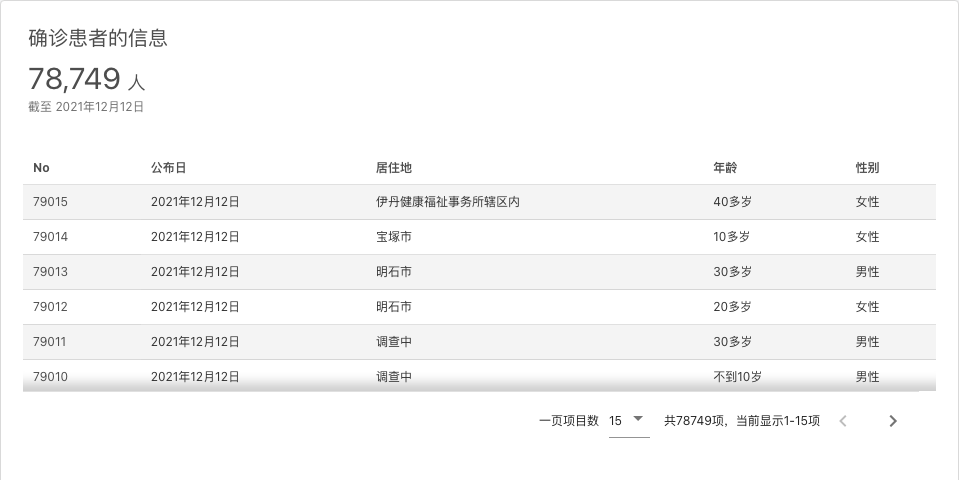 确诊患者的信息
78,749 人
截至 2021年12月12日
No 公布日 居住地 年龄 性别
79015 2021年12月12日 伊丹健康福祉事务所辖区内 40多岁 女性
79014 2021年12月12日 宝塚市 10多岁 女性
79013 2021年12月12日 明石市 30多岁 男性
79012 2021年12月12日 明石市 20多岁 女性
79011 2021年12月12日 调查中 30多岁 男性
79010 2021年12月12日 调查中 不到10岁 男性
一页项目数 15 共78749项，当前显示1-15项